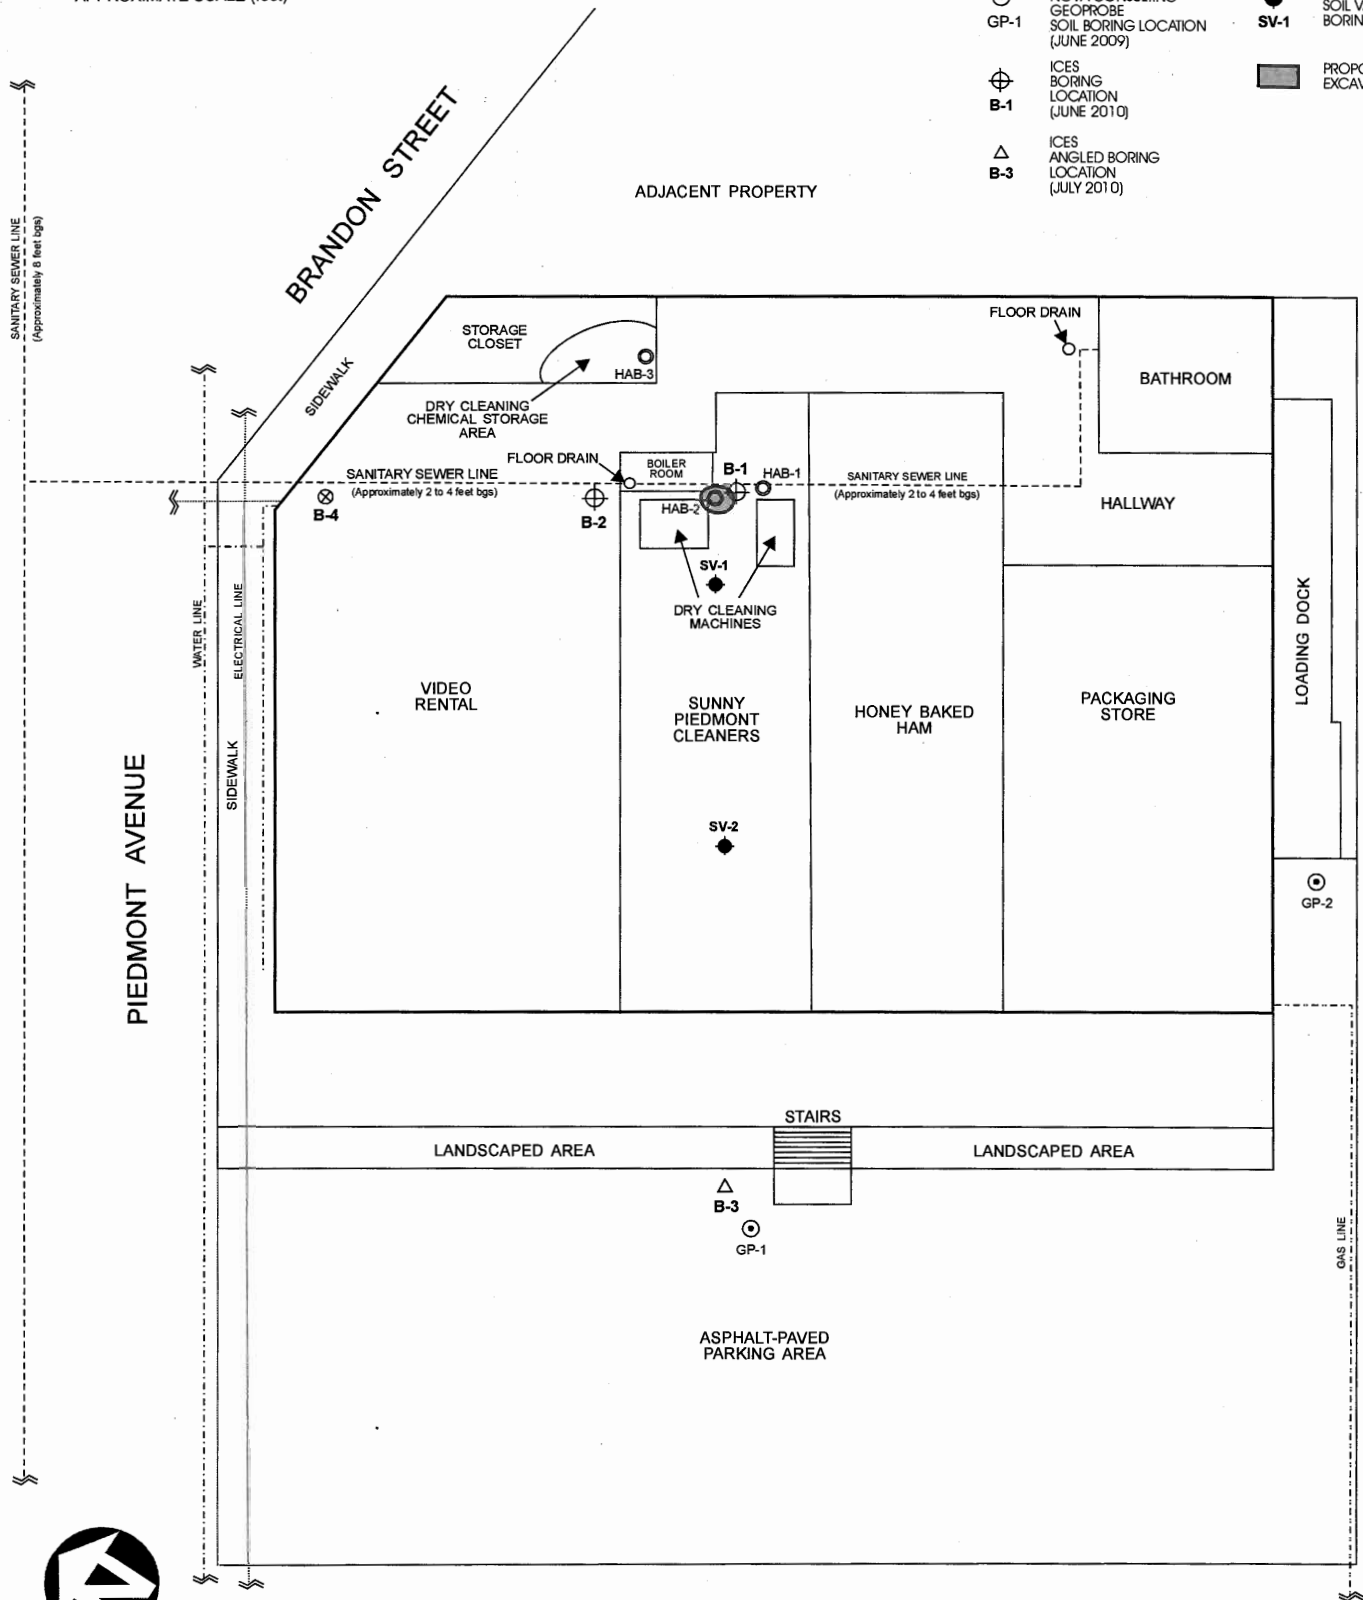 GP-1
GEOPROBE
SOIL BORING LOCATION
(JUNE 2009)
SV-1
ICES
BORING
LOCATION
(JUNE 2010)
B-1
ICES
ANGLED BORING
LOCATION
(JULY 2010)
B-3
BRANDON STREET
ADJACENT PROPERTY
SANITARY SEWER LINE
(Approximately 8 feet bgs)
SIDEWALK
STORAGE
CLOSET
HAB-3
DRY CLEANING
CHEMICAL STORAGE
AREA
FLOOR DRAIN
BATHROOM
FLOOR DRAIN
BOILER
ROOM
B-1
HAB-1
SANITARY SEWER LINE
(Approximately 2 to 4 feet bgs)
SANITARY SEWER LINE
(Approximately 2 to 4 feet bgs)
B-4
B-2
HAB-2
HALLWAY
SV-1
DRY CLEANING
MACHINES
WATER LINE
ELECTRICAL LINE
LOADING DOCK
VIDEO
RENTAL
SUNNY
PIEDMONT
CLEANERS
HONEY BAKED
HAM
PACKAGING
STORE
SIDEWALK
PIEDMONT AVENUE
SV-2
GP-2
STAIRS
LANDSCAPED AREA
LANDSCAPED AREA
B-3
GP-1
GAS LINE
ASPHALT-PAVED
PARKING AREA